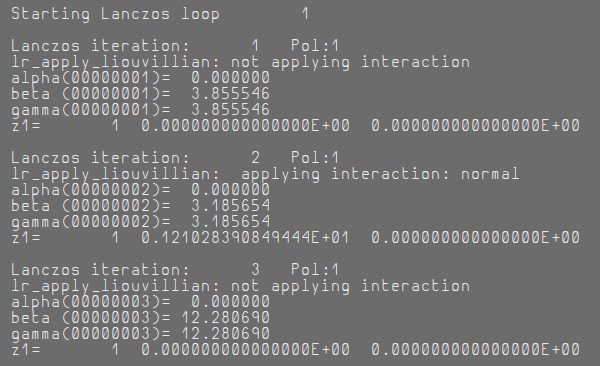 Starting Lanczos loop         1
Lanczos iteration:       1   Pol:1
lr_apply_liouvillian: not applying interaction
alpha(00000001)=  0.000000
beta (00000001)=  3.855546
gamma(00000001)=  3.855546
z1=       1  0.000000000000000E+00  0.000000000000000E+00
Lanczos iteration:       2   Pol:1
lr_apply_liouvillian:  applying interaction: normal
alpha(00000002)=  0.000000
beta (00000002)=  3.185654
gamma(00000002)=  3.185654
z1=       1  0.121028390849444E+01  0.000000000000000E+00
Lanczos iteration:       3   Pol:1
lr_apply_liouvillian: not applying interaction
alpha(00000003)=  0.000000
beta (00000003)= 12.280690
gamma(00000003)= 12.280690
z1=       1  0.000000000000000E+00  0.000000000000000E+00